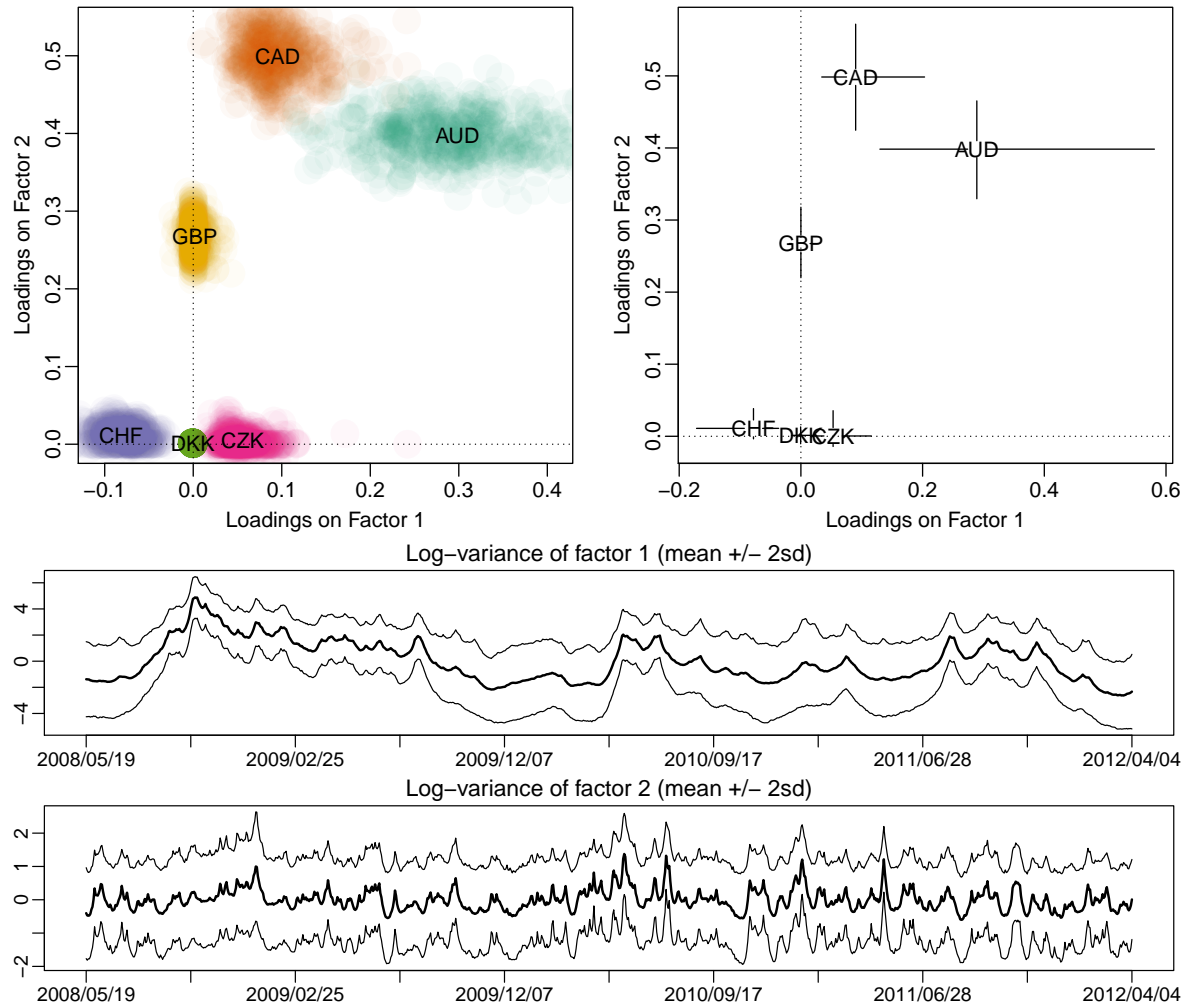 CAD
AUD
GBP
CHF
DKK
CZK
0.0 0.1 0.2 0.3 0.4 0.5
Loadings on Factor 2
−0.1 0.0 0.1 0.2 0.3 0.4
Loadings on Factor 1
CAD
AUD
GBP
CHF
DKK
CZK
0.0 0.1 0.2 0.3 0.4 0.5
Loadings on Factor 2
−0.2 0.0 0.2 0.4 0.6
Loadings on Factor 1
Log−variance of factor 1 (mean +/− 2sd)
−4 0 4
2008/05/19 2009/02/25 2009/12/07 2010/09/17 2011/06/28 2012/04/04
Log−variance of factor 2 (mean +/− 2sd)
−2 0 1 2
2008/05/19 2009/02/25 2009/12/07 2010/09/17 2011/06/28 2012/04/04